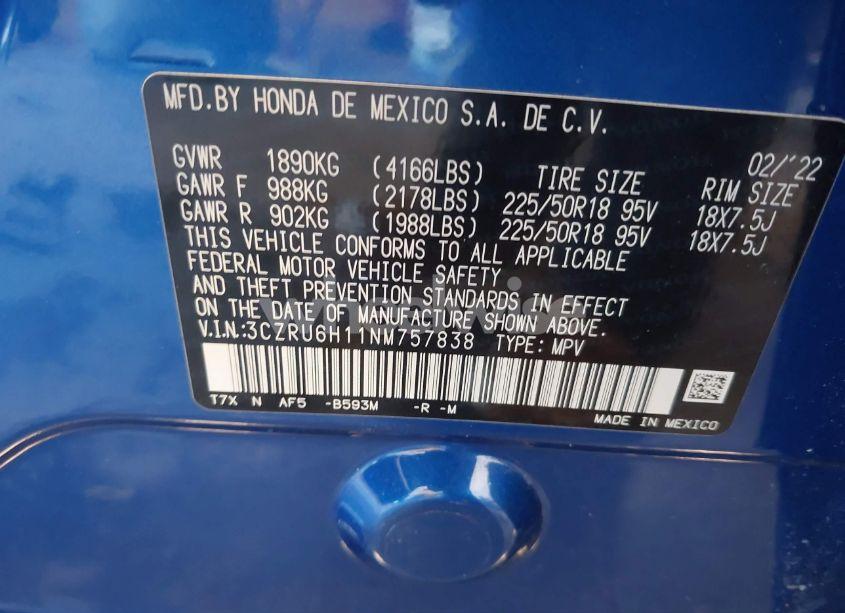 MFD.BY HONDA DE MEXICO S.A. DE C.V.
02/'22
GVWR 1890KG (4166LBS) TIRE SIZE RIM SIZE
GAWR F 988KG (2178LBS) 225/50R18 95V 18X7.5J
GAWR R 902KG (1988LBS) 225/50R18 95V 18X7.5J
THIS VEHICLE CONFORMS TO ALL APPLICABLE
FEDERAL MOTOR VEHICLE SAFETY
AND THEFT PREVENTION STANDARDS IN EFFECT
ON THE DATE OF MANUFACTURE SHOWN ABOVE.
V.I.N.:3CZRU6H11NM757838 TYPE: MPV
T7X N AF5 -B593M -R -M
MADE IN MEXICO